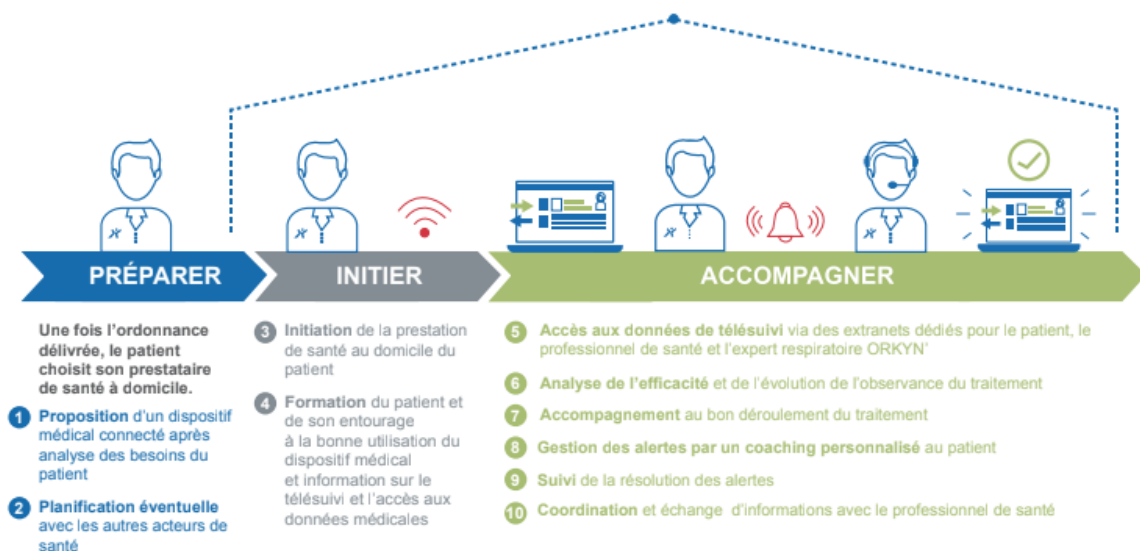 PRÉPARER
INITIER
ACCOMPAGNER
Une fois l'ordonnance
délivrée, le patient
choisit son prestataire
de santé à domicile.
1 Proposition d'un dispositif
médical connecté après
analyse des besoins du
patient
2 Planification éventuelle
avec les autres acteurs de
santé
3 Initiation de la prestation
de santé au domicile du
patient
4 Formation du patient et
de son entourage
à la bonne utilisation du
dispositif médical
et information sur le
télésuivi et l'accès aux
données médicales
5 Accès aux données de télésuivi via des extranets dédiés pour le patient, le
professionnel de santé et l'expert respiratoire ORKYN'
6 Analyse de l'efficacité et de l'évolution de l'observance du traitement
7 Accompagnement au bon déroulement du traitement
8 Gestion des alertes par un coaching personnalisé au patient
9 Suivi de la résolution des alertes
10 Coordination et échange d'informations avec le professionnel de santé